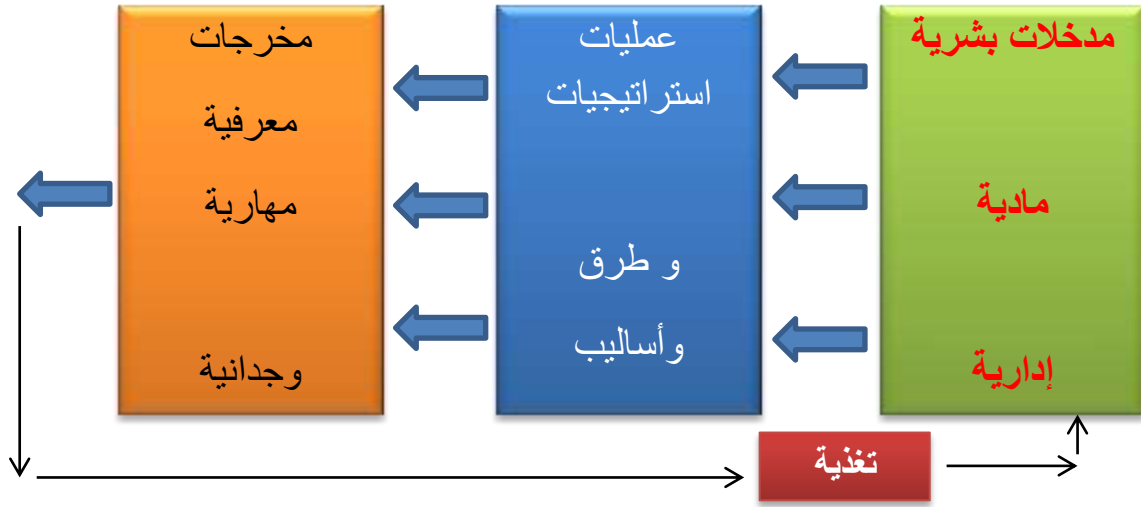 مدخلات بشرية
مادية
إدارية
عمليات
استراتيجيات
و طرق
وأساليب
مخرجات
معرفية
مهارية
وجدانية
تغذية